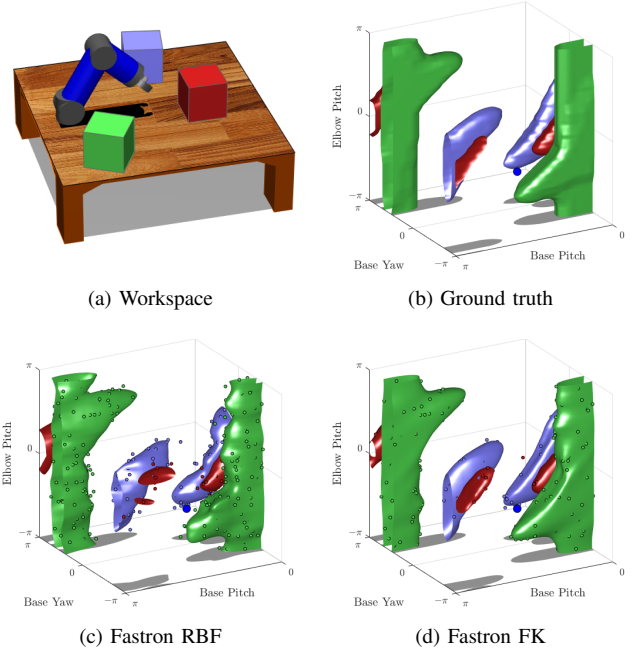 (a) Workspace
π
Elbow Pitch
0
−π
π
0
Base Yaw
−π
π
Base Pitch
0
(b) Ground truth
π
Elbow Pitch
0
−π
π
0
Base Yaw
−π
π
Base Pitch
0
(c) Fastron RBF
π
Elbow Pitch
0
−π
π
0
Base Yaw
−π
π
Base Pitch
0
(d) Fastron FK